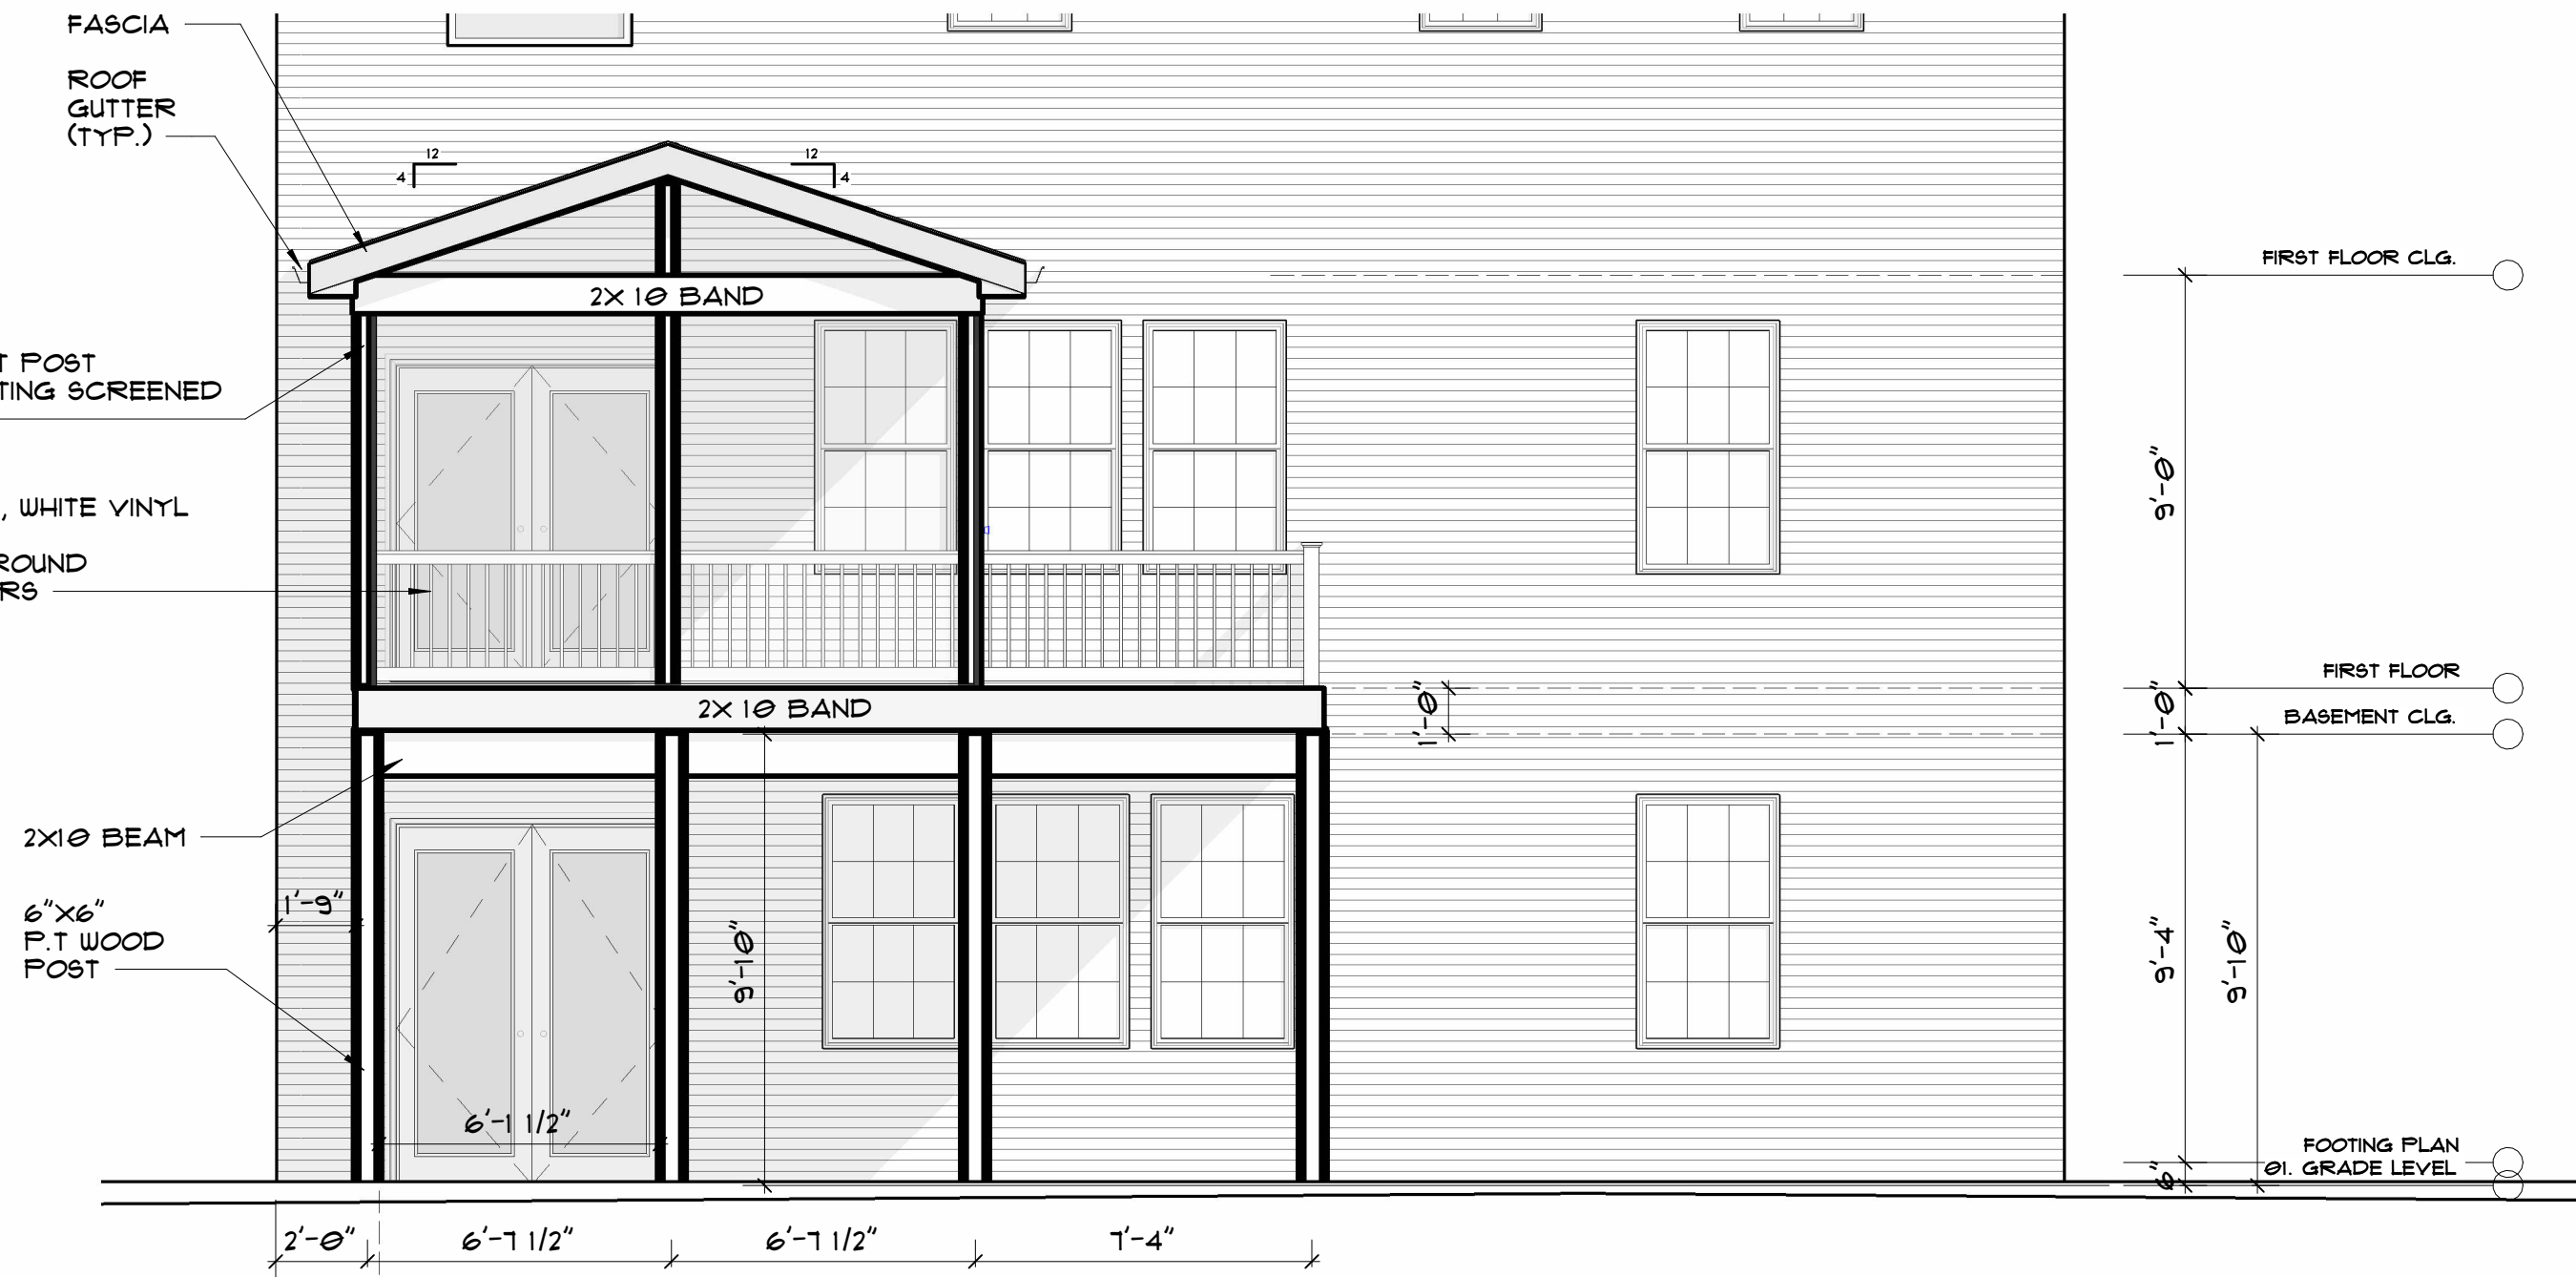 FASCIA
ROOF
GUTTER
(TYP.)
12
4
12
4
2X 10 BAND
T POST
TING SCREENED
, WHITE VINYL
ROUND
RS
2X 10 BAND
2X10 BEAM
6"X6"
P.T WOOD
POST
1'-9"
6'-1 1/2"
9'-10"
1'-0"
2'-0"
6'-7 1/2"
6'-7 1/2"
7'-4"
FIRST FLOOR CLG.
9'-0"
FIRST FLOOR
1'-0"
BASEMENT CLG.
9'-4"
9'-10"
FOOTING PLAN
01. GRADE LEVEL
6"